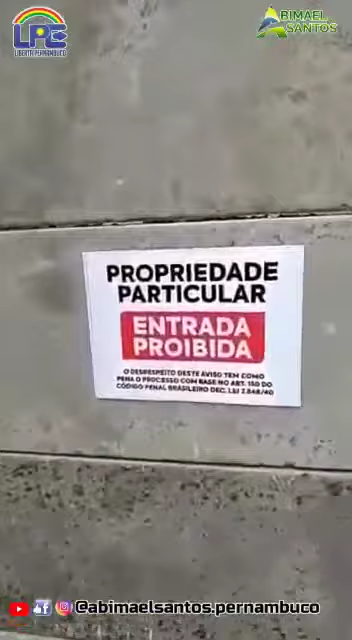 LPE
LIBERTA PERNAMBUCO
ABIMAEL
SANTOS
PROPRIEDADE
PARTICULAR
ENTRADA
PROIBIDA
O DESRESPEITO DESTE AVISO TEM COMO
PENA O PROCESSO COM BASE NO ART. 150 DO
CÓDIGO PENAL BRASILEIRO DEC. LEI 2.848/40
@abimaelsantos.pernambuco